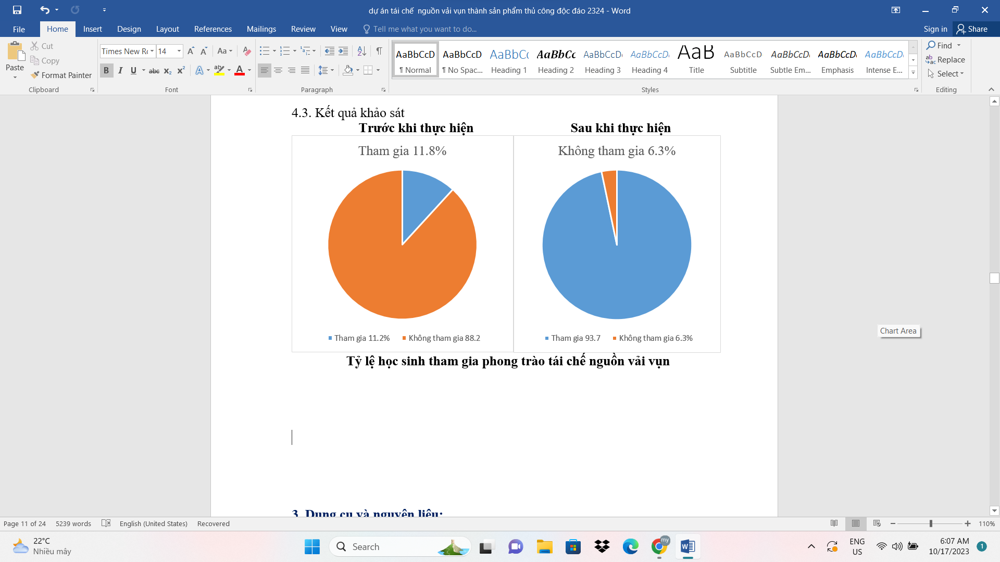 dự án tái chế  nguồn vải vụn thành sản phẩm thủ công độc đáo 2324 - Word
File Home Insert Design Layout References Mailings Review View Tell me what you want to do... Sign in Share
Paste
Cut
Copy
Format Painter
Clipboard
Times New Ro 14
Font
Paragraph
AaBbCcD AaBbCcD AaBbCc AaBbCc AaBbCcD AaBbCcD AaB AaBbCcD AaBbCcD AaBbCcD AaBbCcD
¶ Normal ¶ No Spac... Heading 1 Heading 2 Heading 3 Heading 4 Title Subtitle Subtle Em... Emphasis Intense E...
Styles
Find
Replace
Select
Editing
4.3. Kết quả khảo sát
Trước khi thực hiện Sau khi thực hiện
Tham gia 11.8% Không tham gia 6.3%
Tham gia 11.2% Không tham gia 88.2 Tham gia 93.7 Không tham gia 6.3%
Chart Area
Tỷ lệ học sinh tham gia phong trào tái chế nguồn vải vụn
3. Dụng cụ và nguyên liệu:
Page 11 of 24 5239 words English (United States) Recovered 110%
22°C
Nhiều mây
Search
my
ENG
US
6:07 AM
10/17/2023
1